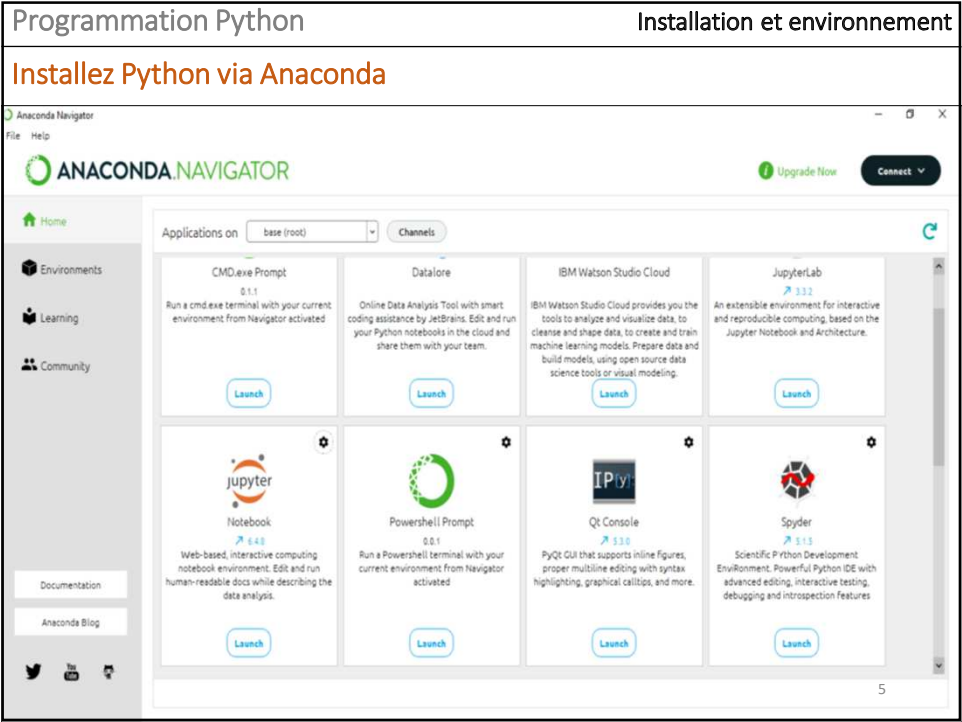 Programmation Python
Installation et environnement
Installez Python via Anaconda
Anaconda Navigator
File Help
ANACONDA.NAVIGATOR
Upgrade Now
Connect
Home
Environments
Learning
Community
Documentation
Anaconda Blog
You
Tube
Applications on
base (root)
Channels
CMD.exe Prompt
0.1.1
Run a cmd.exe terminal with your current
environment from Navigator activated
Launch
Datalore
Online Data Analysis Tool with smart
coding assistance by JetBrains. Edit and run
your Python notebooks in the cloud and
share them with your team.
Launch
IBM Watson Studio Cloud
IBM Watson Studio Cloud provides you the
tools to analyze and visualize data, to
cleanse and shape data, to create and train
machine learning models. Prepare data and
build models, using open source data
science tools or visual modeling.
Launch
JupyterLab
3.3.2
An extensible environment for interactive
and reproducible computing, based on the
Jupyter Notebook and Architecture.
Launch
jupyter
Notebook
6.4.8
Web-based, interactive computing
notebook environment. Edit and run
human-readable docs while describing the
data analysis.
Launch
Powershell Prompt
0.0.1
Run a Powershell terminal with your
current environment from Navigator
activated
Launch
IP[y]:
Qt Console
5.3.0
PyQt GUI that supports inline figures,
proper multiline editing with syntax
highlighting, graphical calltips, and more.
Launch
Spyder
5.1.5
Scientific PYthon Development
EnviRonment. Powerful Python IDE with
advanced editing, interactive testing,
debugging and introspection features
Launch
5